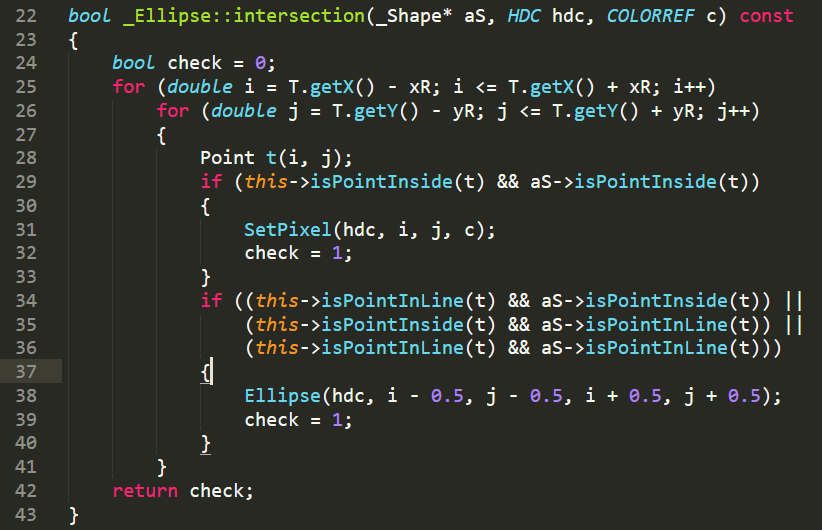 22 bool _Ellipse::intersection(_Shape* aS, HDC hdc, COLORREF c) const
23 {
24     bool check = 0;
25     for (double i = T.getX() - xR; i <= T.getX() + xR; i++)
26         for (double j = T.getY() - yR; j <= T.getY() + yR; j++)
27         {
28             Point t(i, j);
29             if (this->isPointInside(t) && aS->isPointInside(t))
30             {
31                 SetPixel(hdc, i, j, c);
32                 check = 1;
33             }
34             if ((this->isPointInLine(t) && aS->isPointInside(t)) ||
35                 (this->isPointInside(t) && aS->isPointInLine(t)) ||
36                 (this->isPointInLine(t) && aS->isPointInLine(t)))
37             {
38                 Ellipse(hdc, i - 0.5, j - 0.5, i + 0.5, j + 0.5);
39                 check = 1;
40             }
41         }
42     return check;
43 }